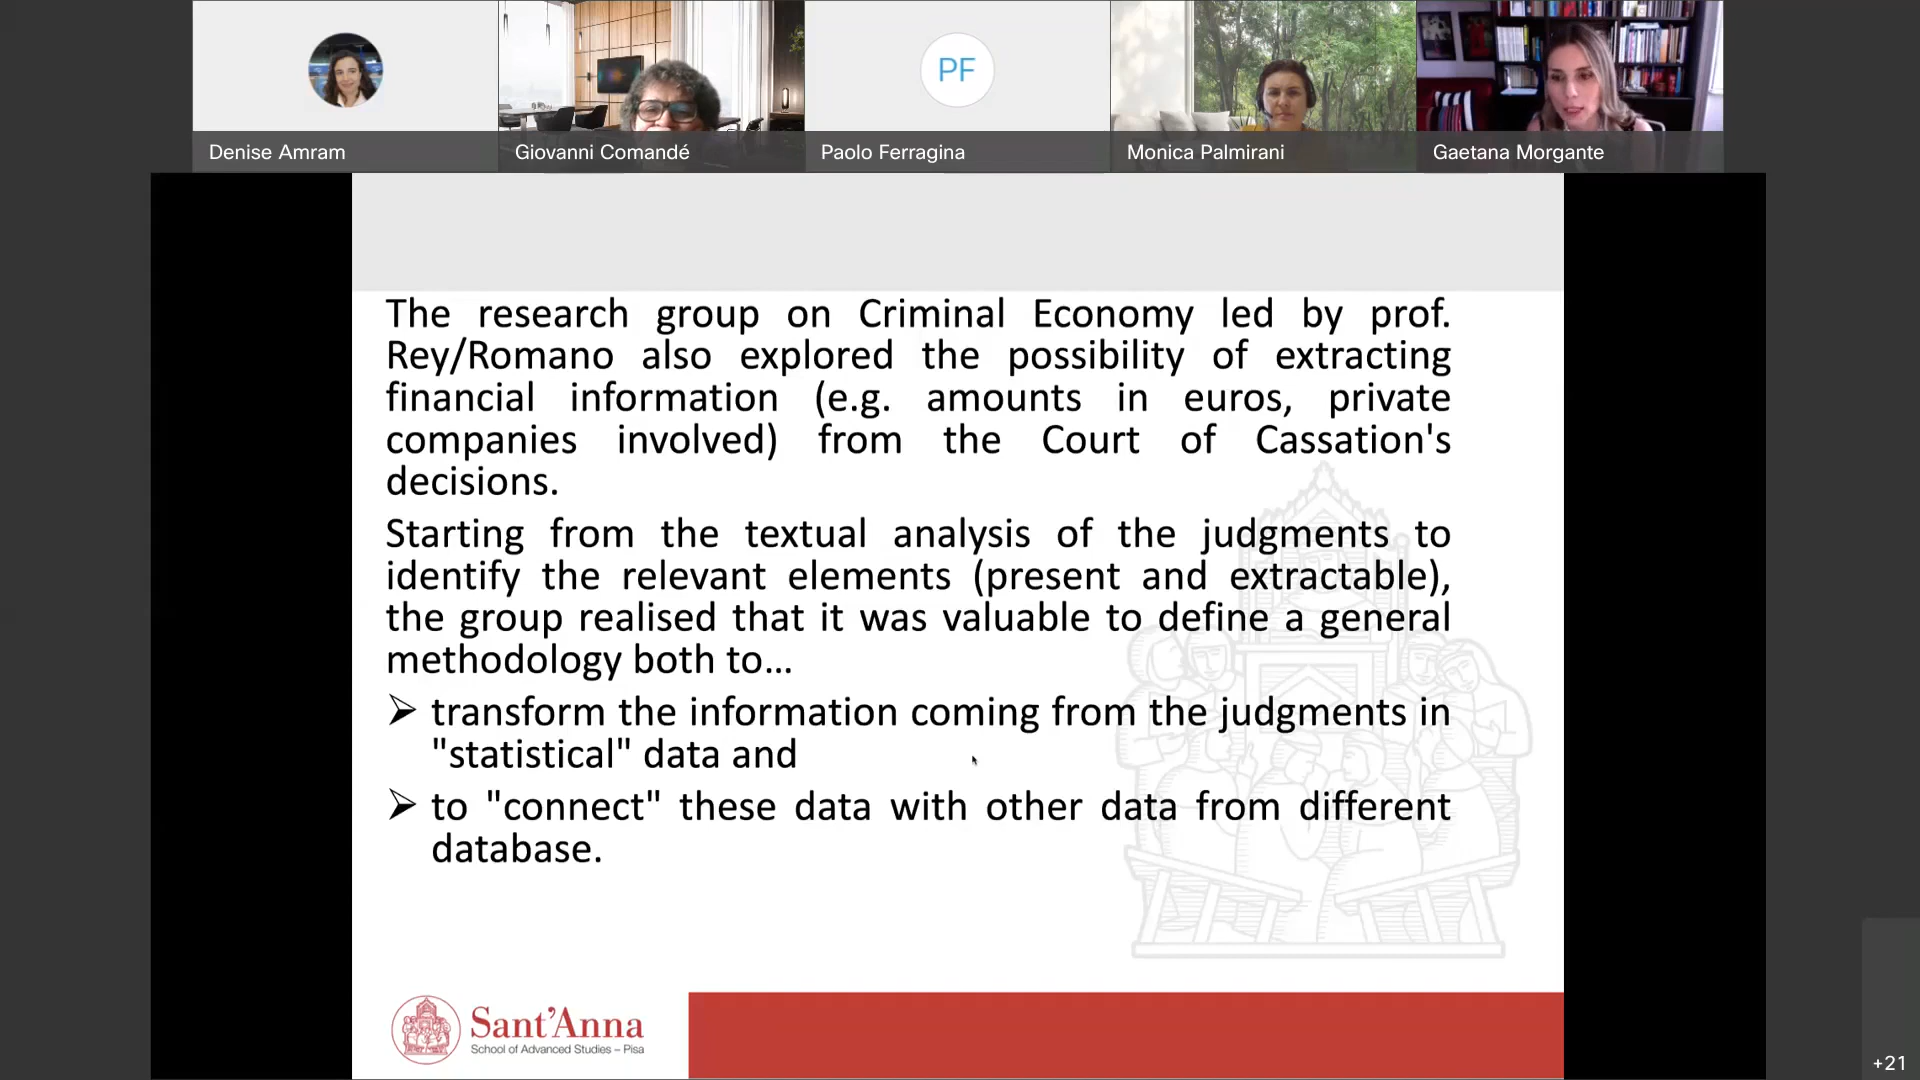 Denise Amram
Giovanni Comandé
PF
Paolo Ferragina
Monica Palmirani
Gaetana Morgante
The research group on Criminal Economy led by prof.
Rey/Romano also explored the possibility of extracting
financial information (e.g. amounts in euros, private
companies involved) from the Court of Cassation's
decisions.
Starting from the textual analysis of the judgments to
identify the relevant elements (present and extractable),
the group realised that it was valuable to define a general
methodology both to...
transform the information coming from the judgments in
"statistical" data and
to "connect" these data with other data from different
database.
Sant'Anna
School of Advanced Studies – Pisa
+21